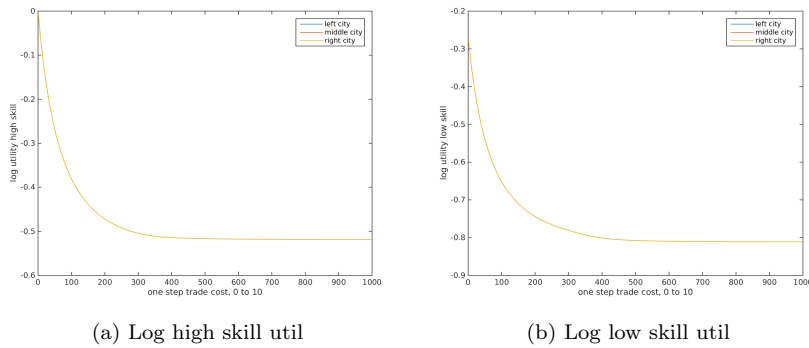 0
-0.1
-0.2
-0.3
-0.4
-0.5
-0.6
log utility high skill
0 100 200 300 400 500 600 700 800 900 1000
one step trade cost, 0 to 10
left city
middle city
right city
(a) Log high skill util
-0.2
-0.3
-0.4
-0.5
-0.6
-0.7
-0.8
-0.9
log utility low skill
0 100 200 300 400 500 600 700 800 900 1000
one step trade cost, 0 to 10
left city
middle city
right city
(b) Log low skill util